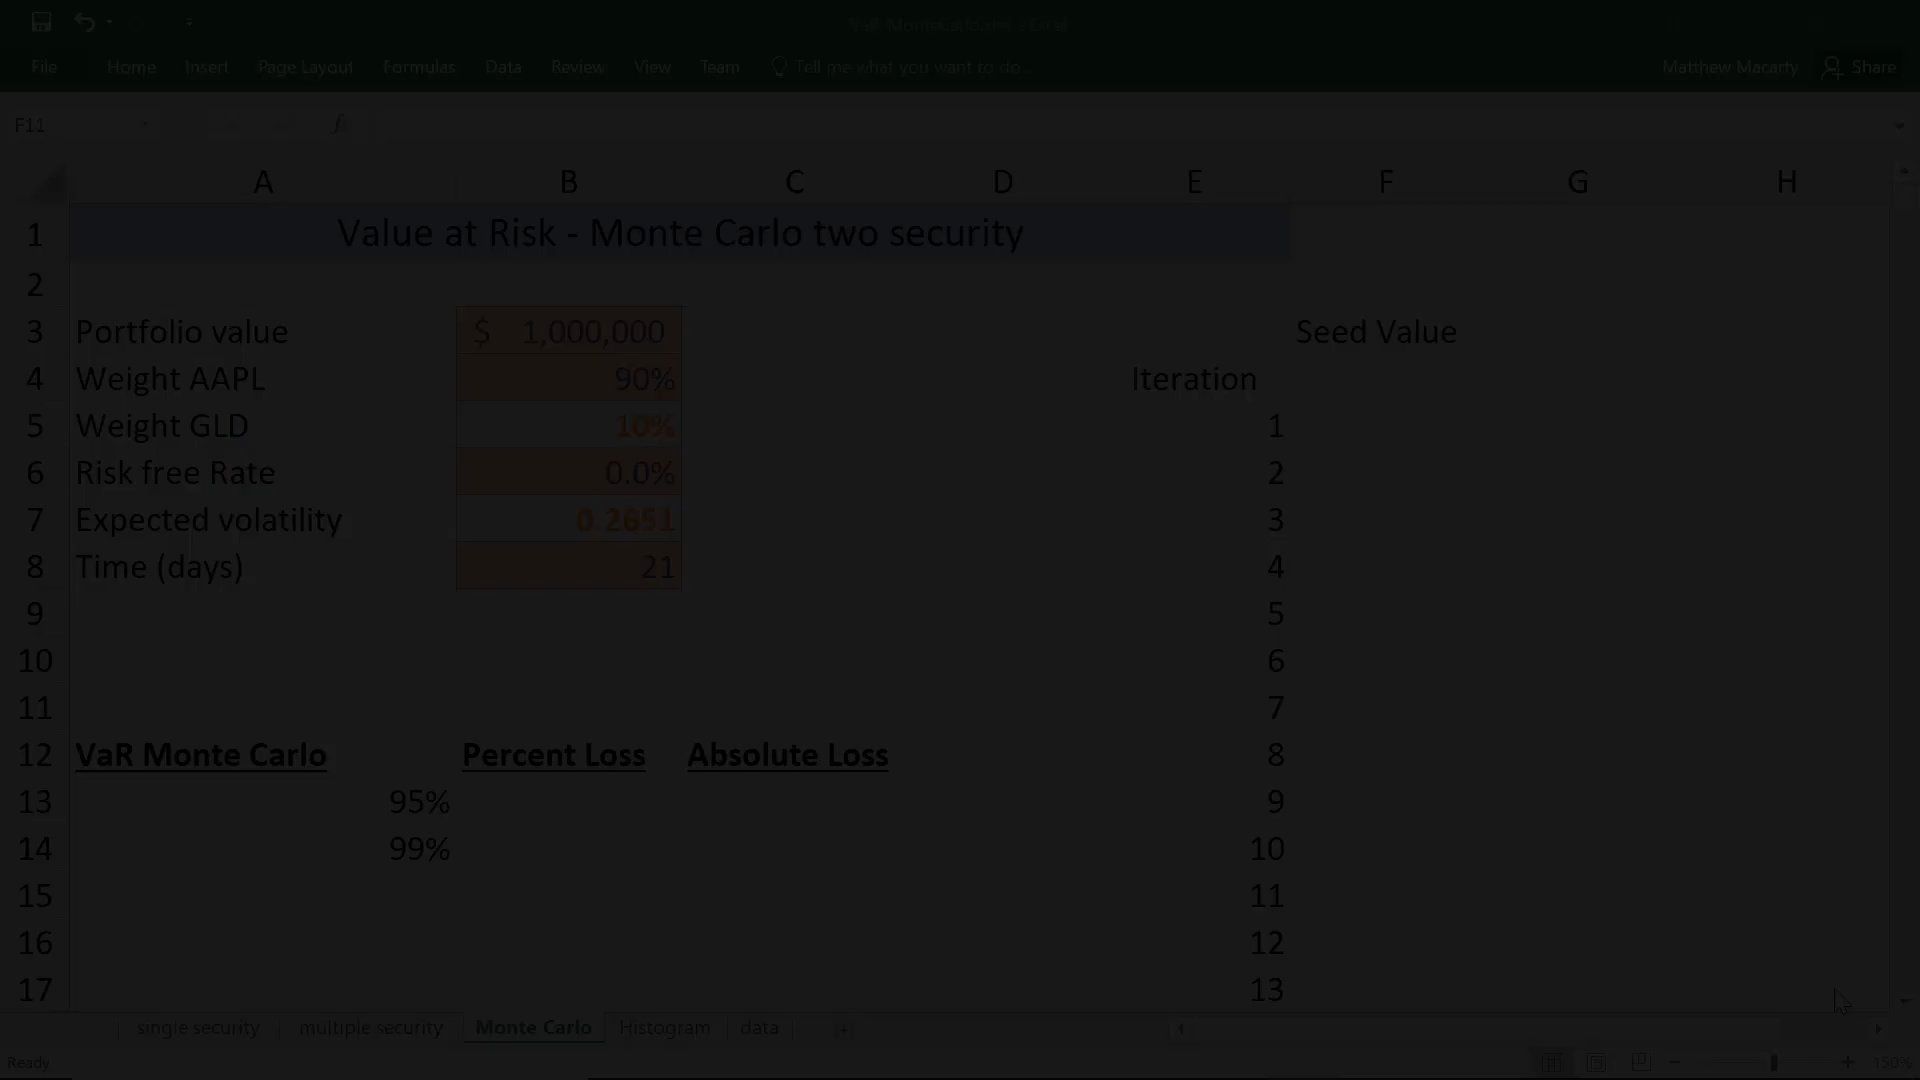 Matthew Macarty Share
File Home Insert Page Layout Formulas Data Review View Team Tell me what you want to do...
F11 fx
A B C D E F G H
1 Value at Risk - Monte Carlo two security
2
3 Portfolio value $ 1,000,000 Seed Value
4 Weight AAPL 90% Iteration
5 Weight GLD 10% 1
6 Risk free Rate 0.0% 2
7 Expected volatility 0.2651 3
8 Time (days) 21 4
9 5
10 6
11 7
12 VaR Monte Carlo Percent Loss Absolute Loss 8
13 95% 9
14 99% 10
15 11
16 12
17 13
single security multiple security Monte Carlo Histogram data
Ready 150%